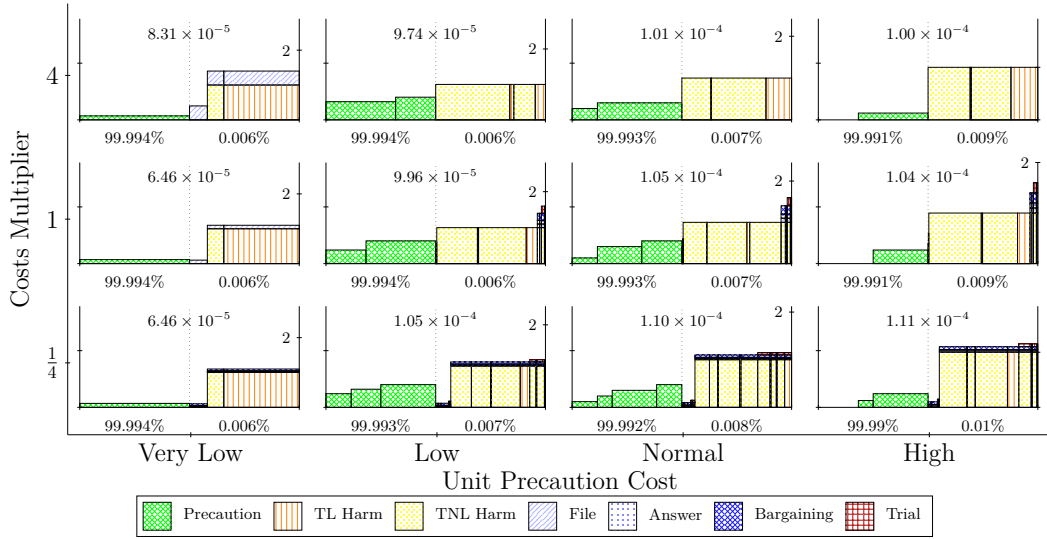 8.31 × 10⁻⁵ 2 9.74 × 10⁻⁵ 2 1.01 × 10⁻⁴ 2 1.00 × 10⁻⁴ 2
4
99.994% 0.006% 99.994% 0.006% 99.993% 0.007% 99.991% 0.009%
6.46 × 10⁻⁵ 2 9.96 × 10⁻⁵ 2 1.05 × 10⁻⁴ 2 1.04 × 10⁻⁴ 2
1
99.994% 0.006% 99.994% 0.006% 99.993% 0.007% 99.991% 0.009%
6.46 × 10⁻⁵ 2 1.05 × 10⁻⁴ 2 1.10 × 10⁻⁴ 2 1.11 × 10⁻⁴ 2
1/4
99.994% 0.006% 99.993% 0.007% 99.992% 0.008% 99.99% 0.01%
Costs Multiplier
Very Low Low Normal High
Unit Precaution Cost
Precaution TL Harm TNL Harm File Answer Bargaining Trial